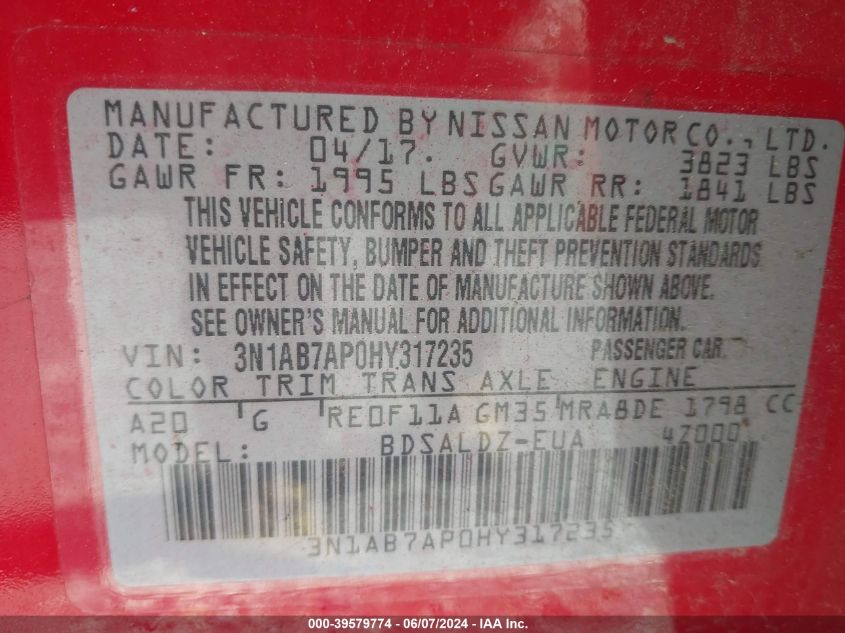 MANUFACTURED BY NISSAN MOTOR CO., LTD.
DATE: 04/17. GVWR: 3823 LBS
GAWR FR: 1995 LBS GAWR RR: 1841 LBS
THIS VEHICLE CONFORMS TO ALL APPLICABLE FEDERAL MOTOR
VEHICLE SAFETY, BUMPER AND THEFT PREVENTION STANDARDS
IN EFFECT ON THE DATE OF MANUFACTURE SHOWN ABOVE.
SEE OWNER'S MANUAL FOR ADDITIONAL INFORMATION.
VIN: 3N1AB7AP0HY317235 PASSENGER CAR
COLOR TRIM TRANS AXLE ENGINE
A20 G RE0F11A GM35 MRA8DE 1798 CC
MODEL: BDSALDZ-EUA 4Z000
3N1AB7AP0HY317235
000-39579774 - 06/07/2024 - IAA Inc.